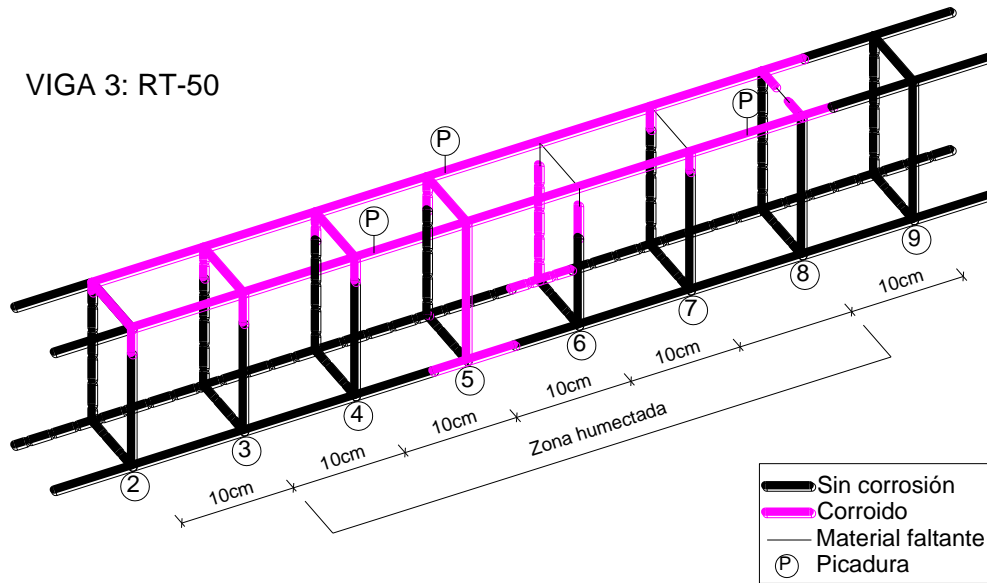 VIGA 3: RT-50
P
P
P
2
3
4
5
6
7
8
9
10cm
10cm
10cm
10cm
10cm
10cm
10cm
Zona humectada
Sin corrosión
Corroido
Material faltante
P Picadura